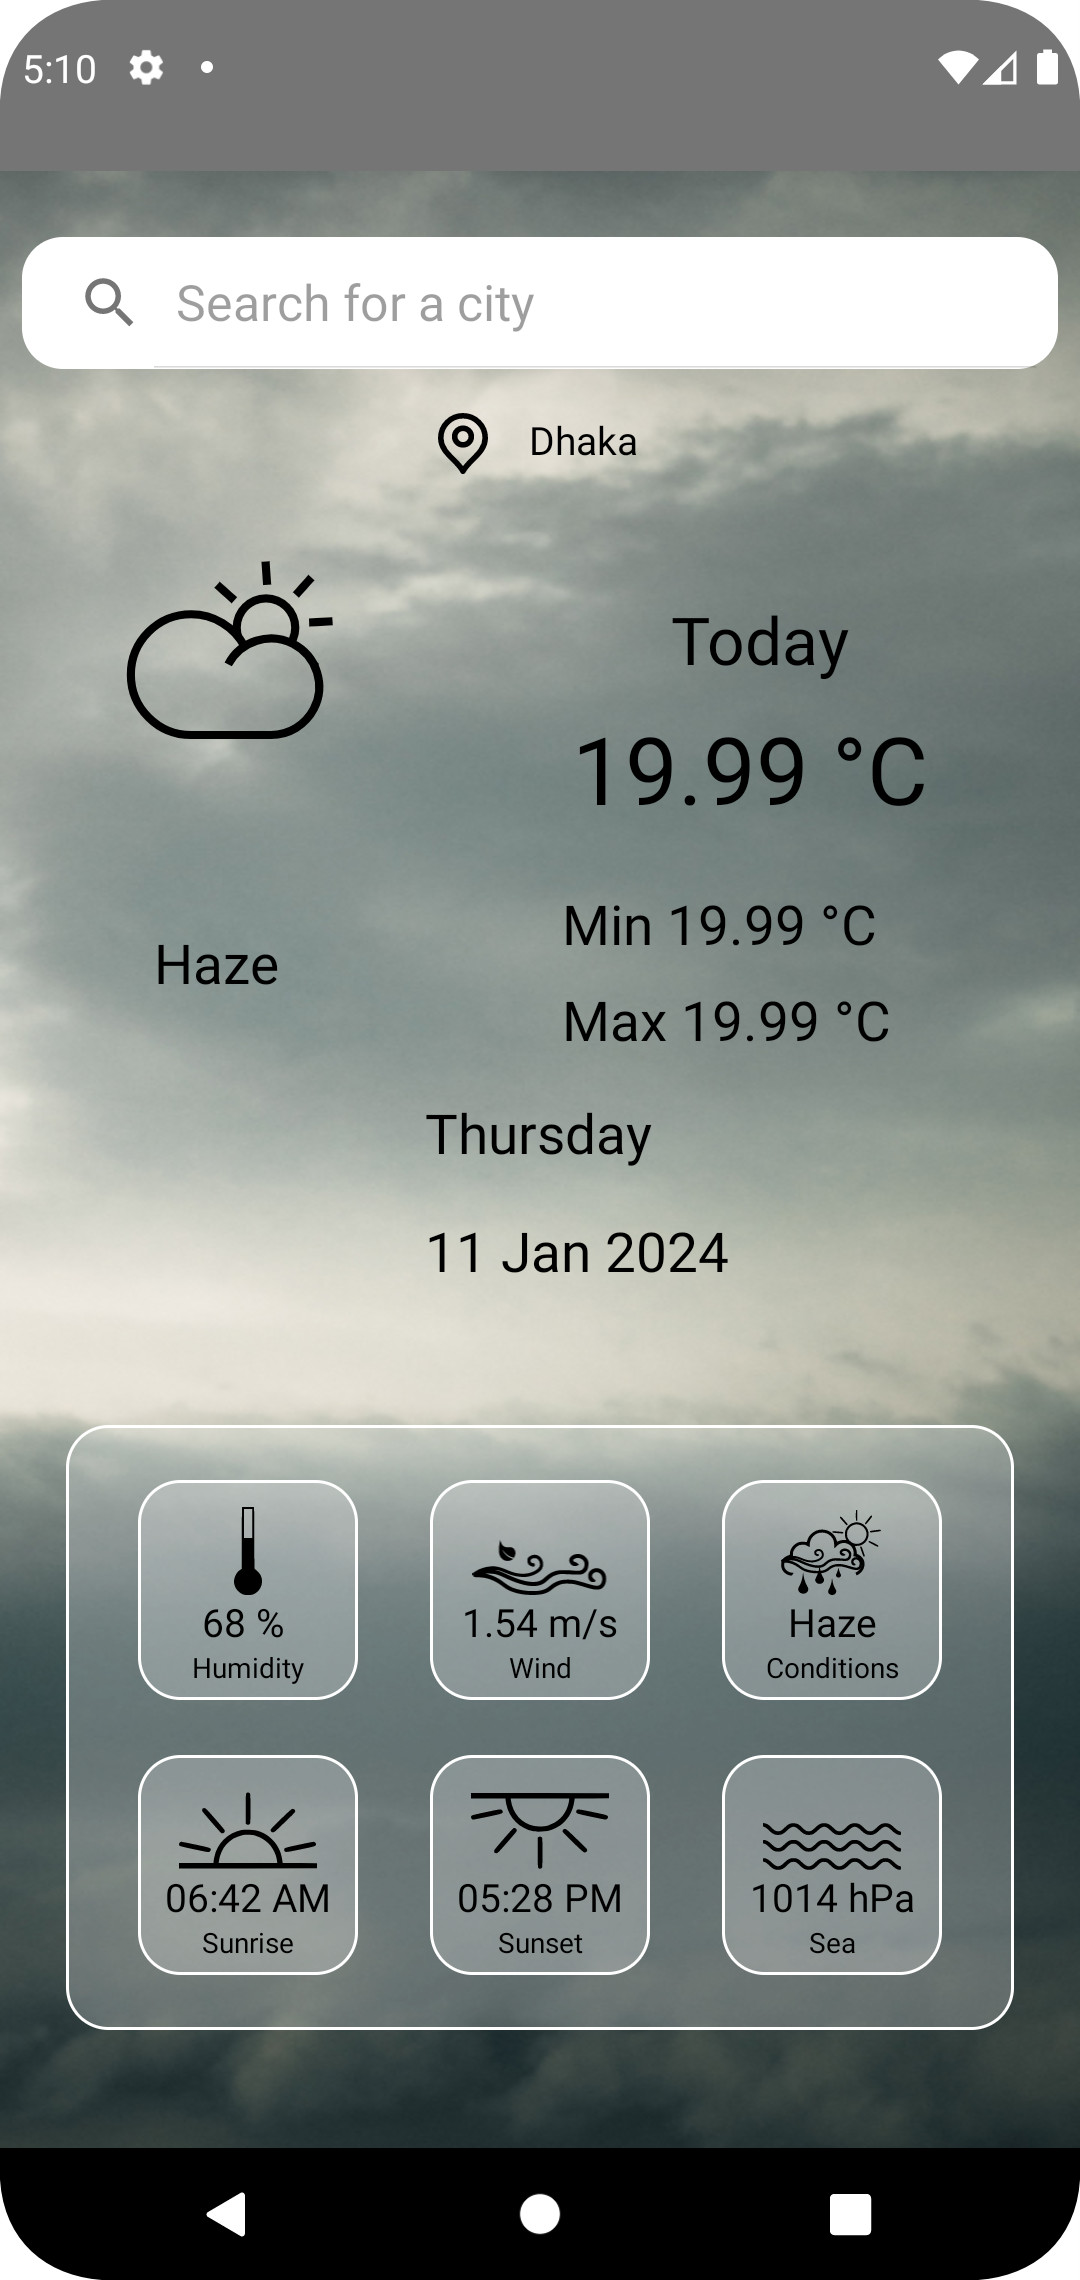 5:10
Search for a city
Dhaka
Today
19.99 °C
Min 19.99 °C
Haze
Max 19.99 °C
Thursday
11 Jan 2024
68 %
Humidity
1.54 m/s
Wind
Haze
Conditions
06:42 AM
Sunrise
05:28 PM
Sunset
1014 hPa
Sea